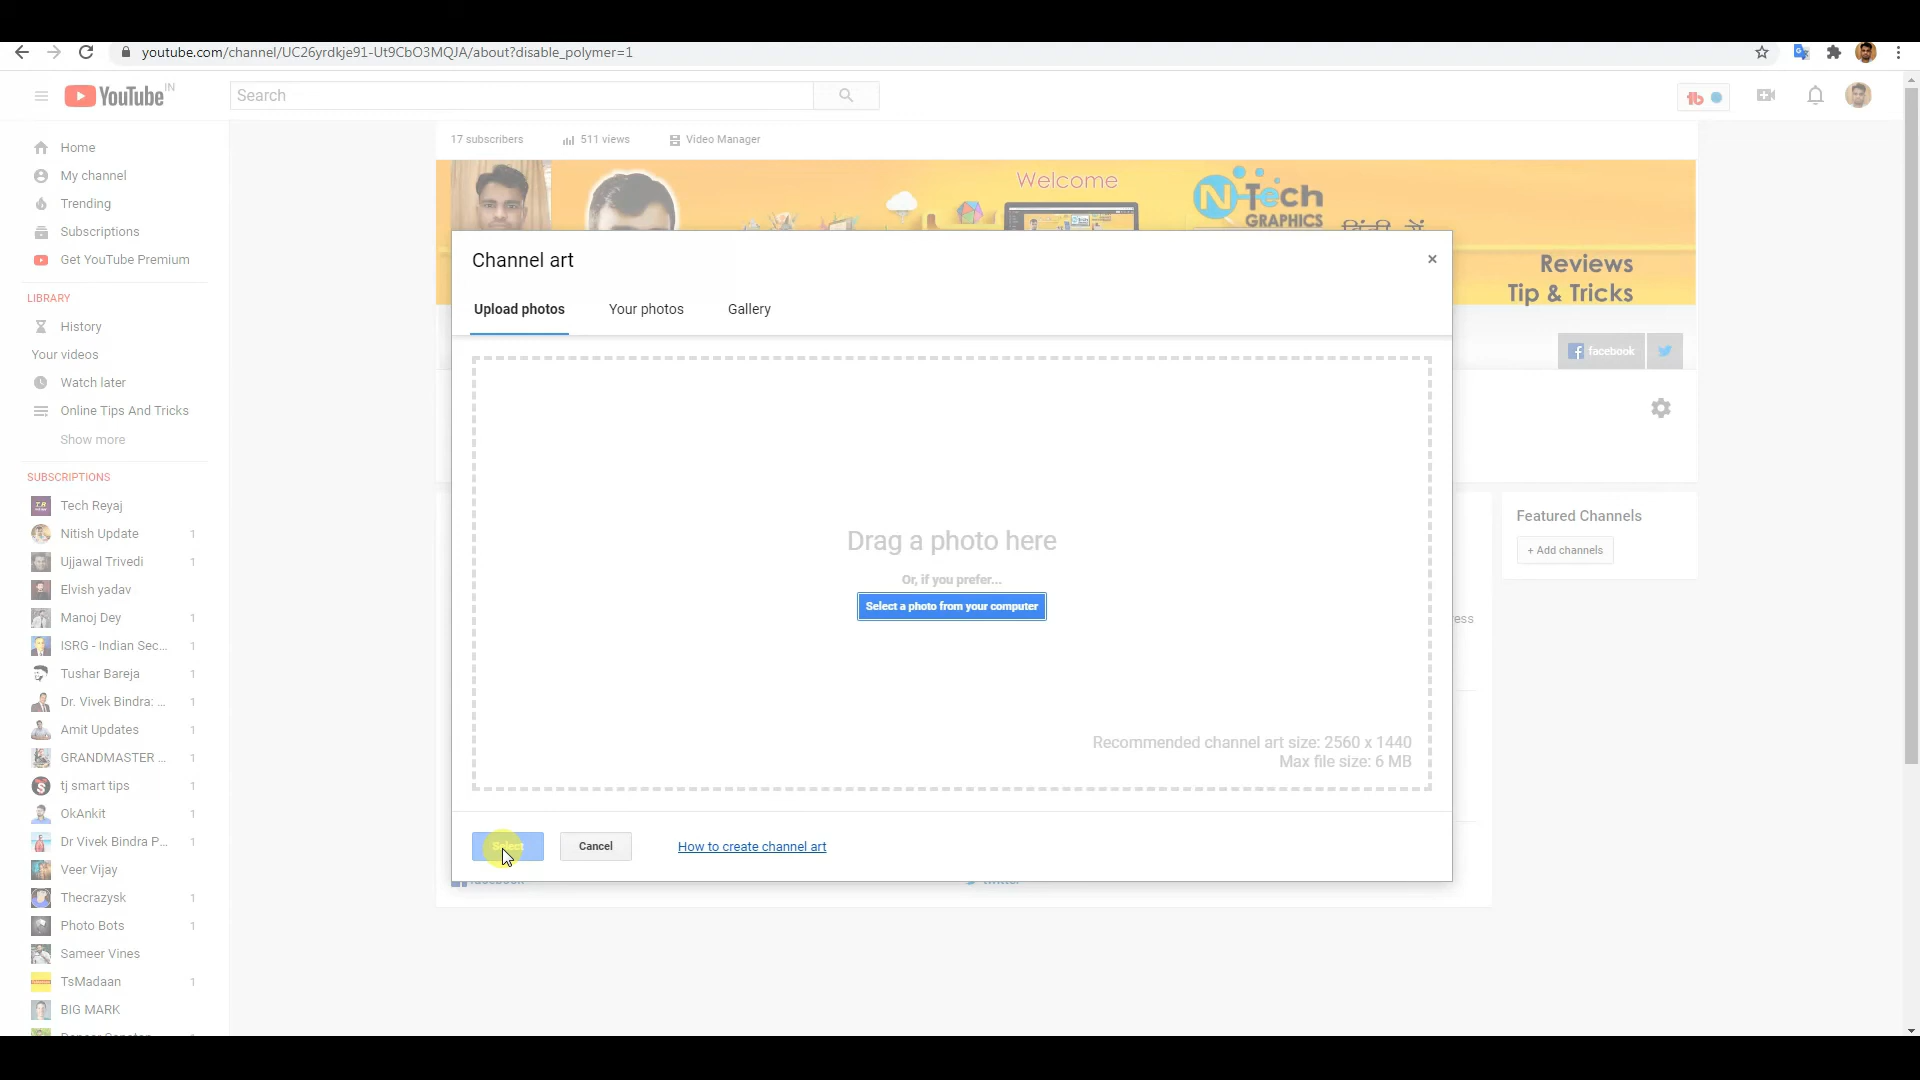 youtube.com/channel/UC26yrdkje91-Ut9CbO3MQJA/about?disable_polymer=1
YouTube IN
Search
17 subscribers
511 views
Video Manager
Home
My channel
Trending
Subscriptions
Get YouTube Premium
LIBRARY
History
Your videos
Watch later
Online Tips And Tricks
Show more
SUBSCRIPTIONS
Tech Reyaj
Nitish Update 1
Ujjawal Trivedi 1
Elvish yadav
Manoj Dey 1
ISRG - Indian Sec... 1
Tushar Bareja 1
Dr. Vivek Bindra: ... 1
Amit Updates 1
GRANDMASTER ... 1
tj smart tips 1
OkAnkit 1
Dr Vivek Bindra P... 1
Veer Vijay
Thecrazysk 1
Photo Bots 1
Sameer Vines
TsMadaan 1
BIG MARK
Welcome
N-Tech
GRAPHICS
हिंदी में
Reviews
Tip & Tricks
facebook
Channel art
×
Upload photos
Your photos
Gallery
Drag a photo here
Or, if you prefer...
Select a photo from your computer
Recommended channel art size: 2560 x 1440
Max file size: 6 MB
Select
Cancel
How to create channel art
Featured Channels
+ Add channels